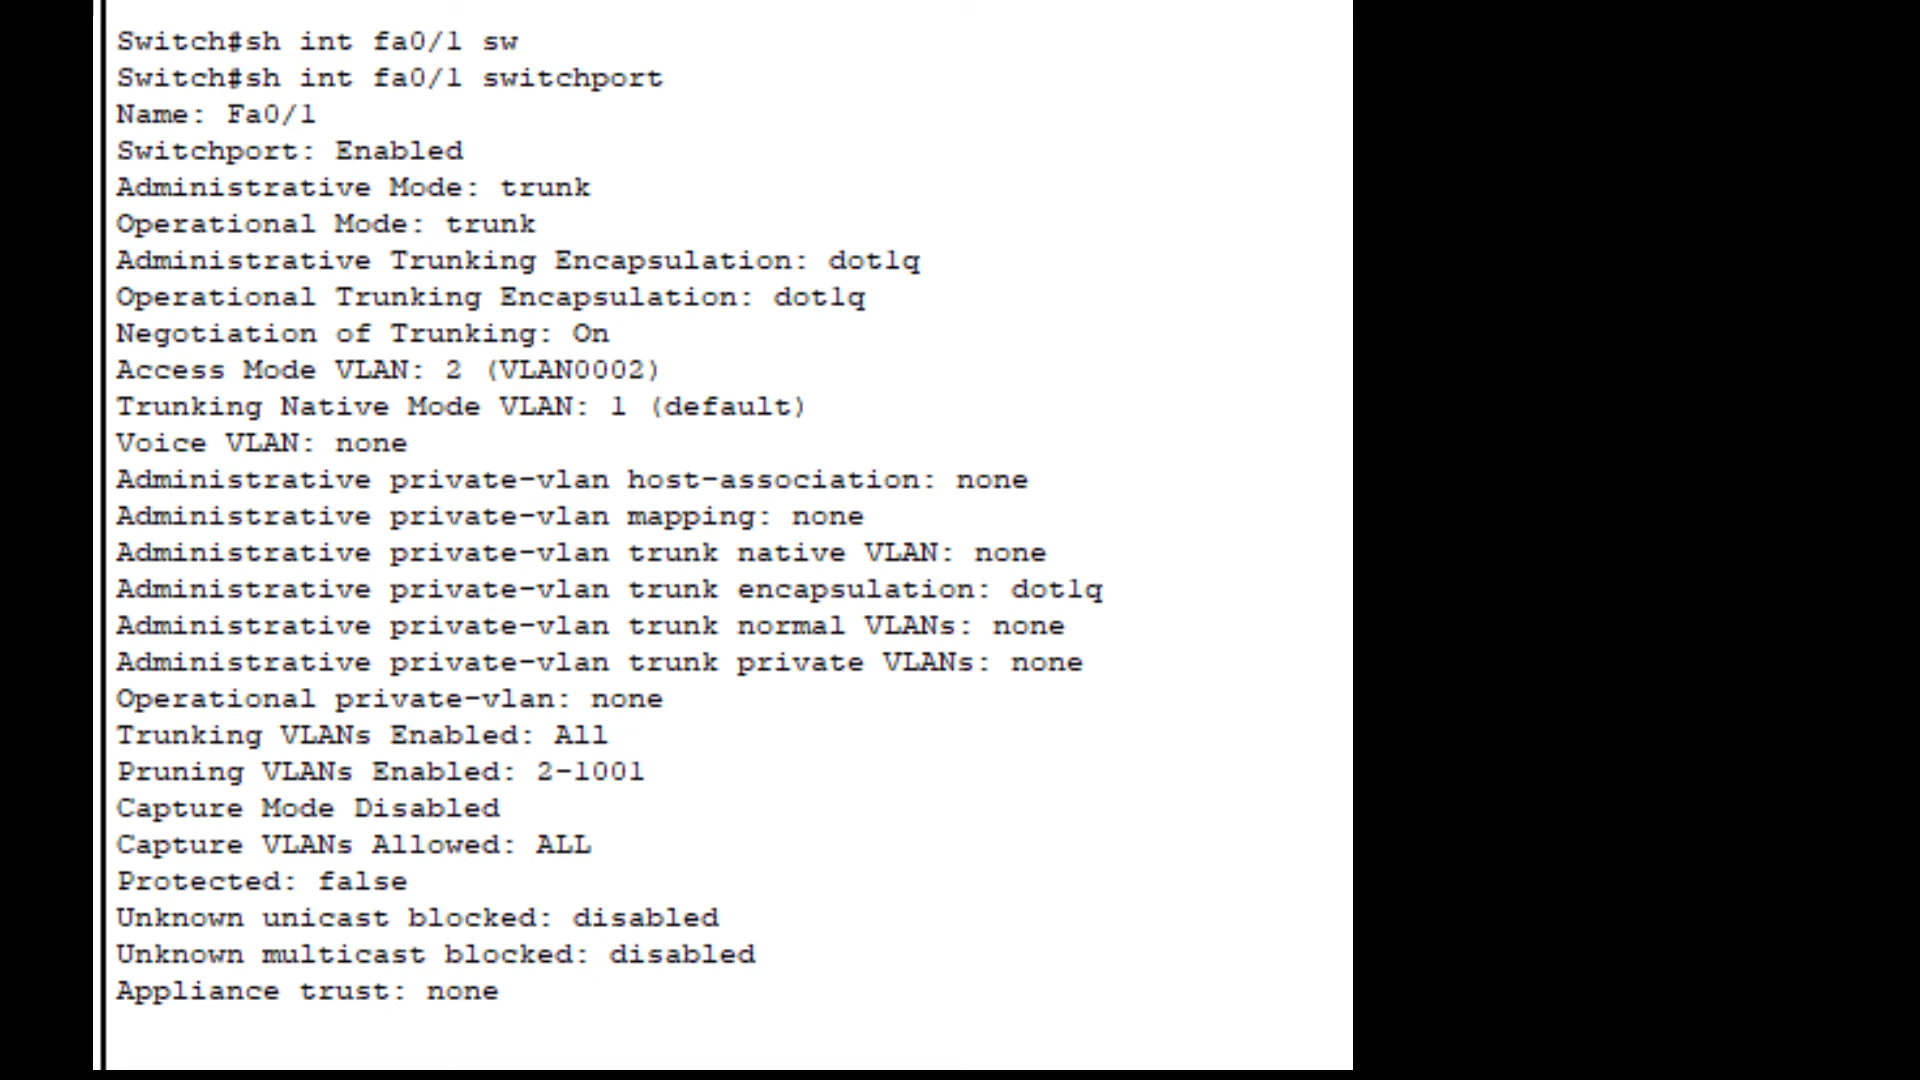 Switch#sh int fa0/1 sw
Switch#sh int fa0/1 switchport
Name: Fa0/1
Switchport: Enabled
Administrative Mode: trunk
Operational Mode: trunk
Administrative Trunking Encapsulation: dot1q
Operational Trunking Encapsulation: dot1q
Negotiation of Trunking: On
Access Mode VLAN: 2 (VLAN0002)
Trunking Native Mode VLAN: 1 (default)
Voice VLAN: none
Administrative private-vlan host-association: none
Administrative private-vlan mapping: none
Administrative private-vlan trunk native VLAN: none
Administrative private-vlan trunk encapsulation: dot1q
Administrative private-vlan trunk normal VLANs: none
Administrative private-vlan trunk private VLANs: none
Operational private-vlan: none
Trunking VLANs Enabled: All
Pruning VLANs Enabled: 2-1001
Capture Mode Disabled
Capture VLANs Allowed: ALL
Protected: false
Unknown unicast blocked: disabled
Unknown multicast blocked: disabled
Appliance trust: none